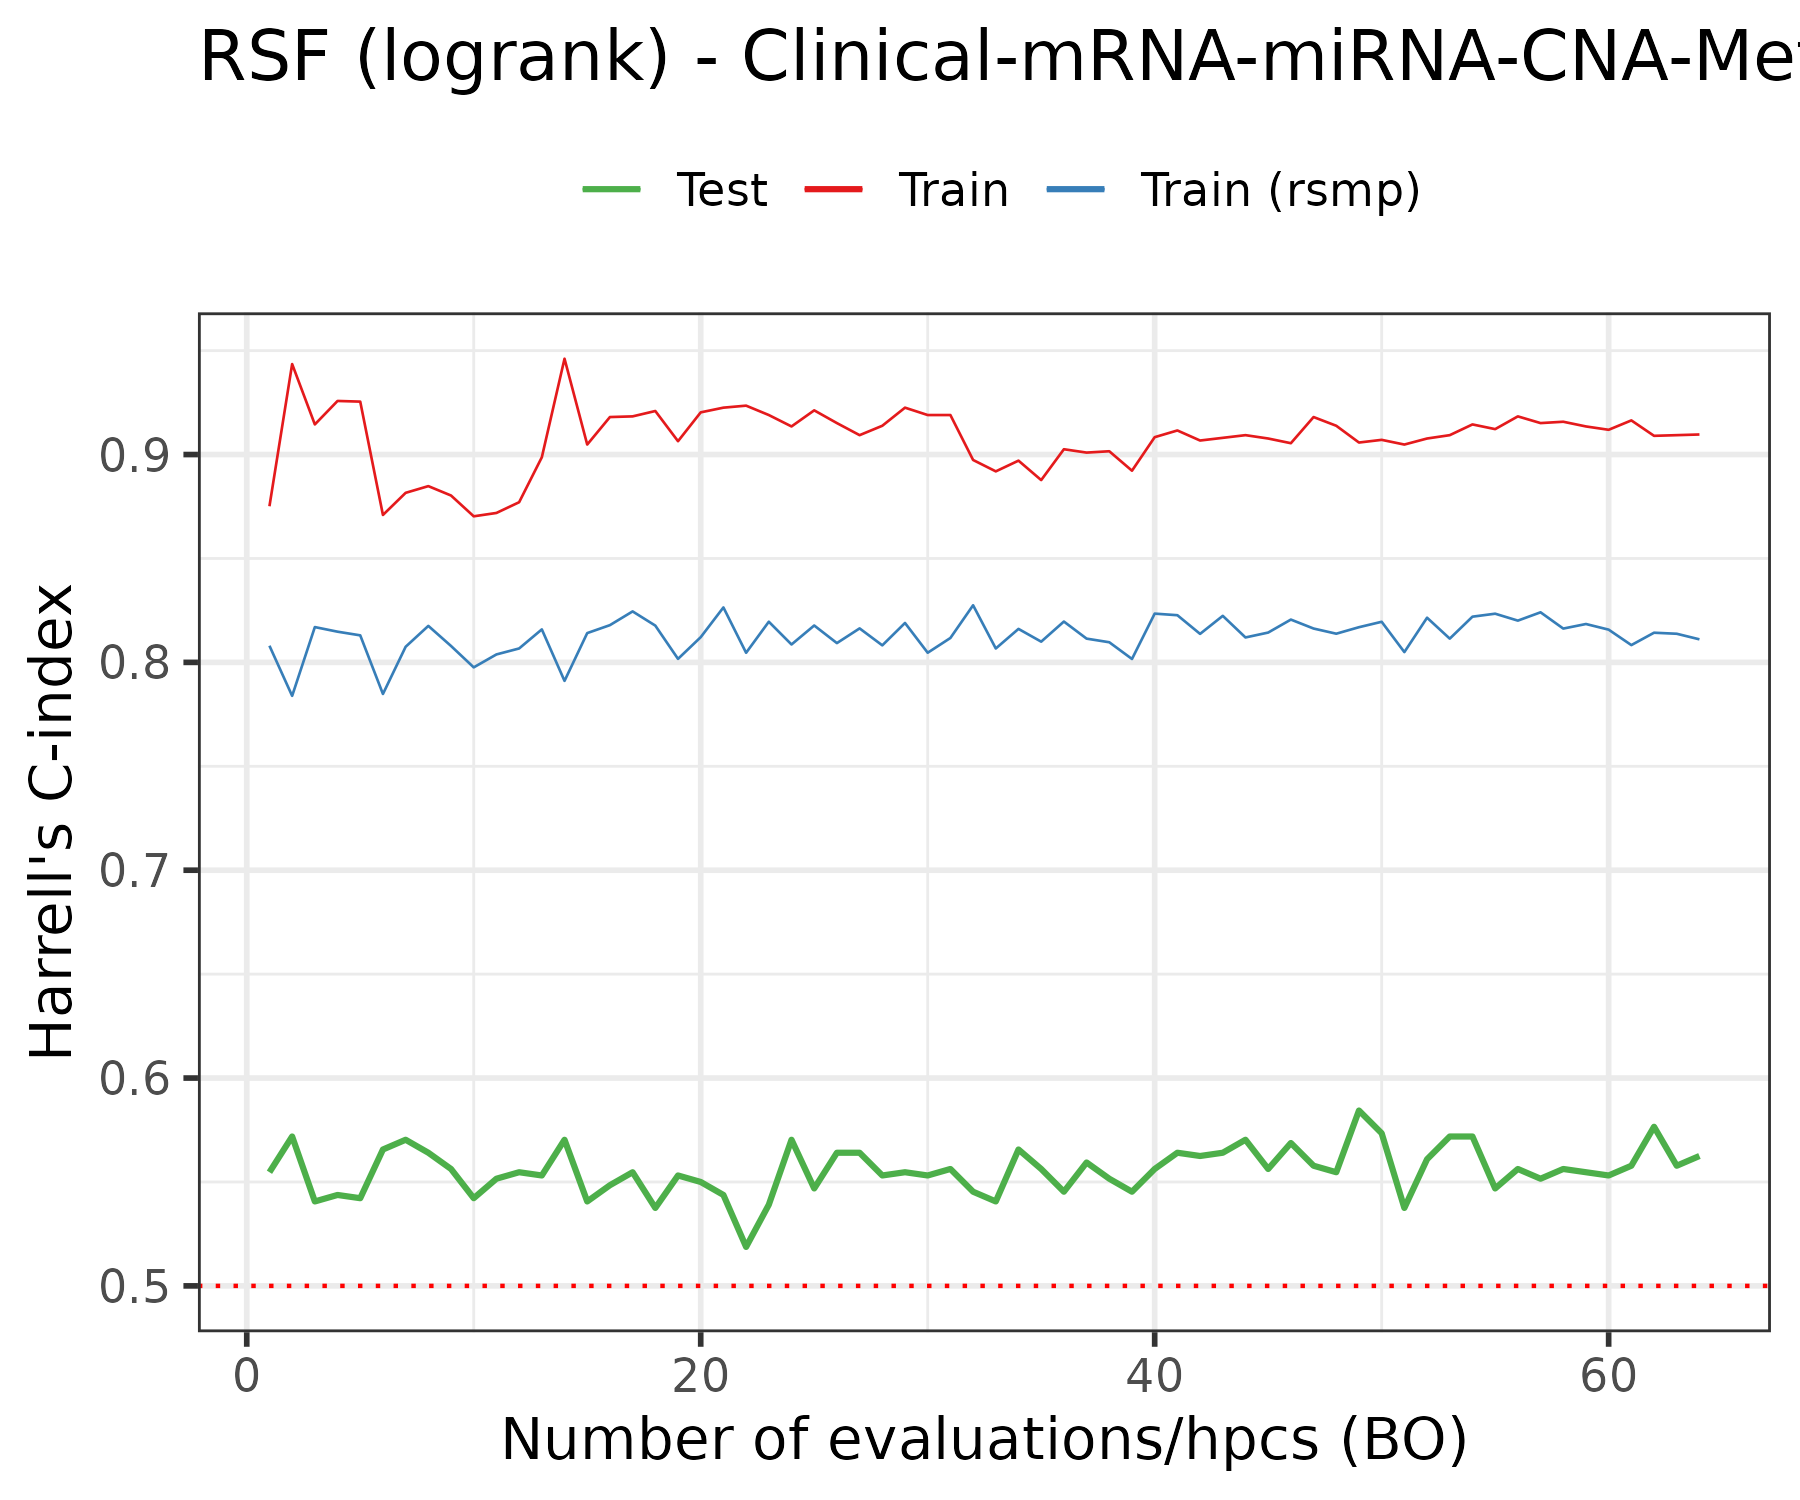 RSF (logrank) - Clinical-mRNA-miRNA-CNA-Me
Test Train Train (rsmp)
Harrell's C-index
0.9
0.8
0.7
0.6
0.5
0 20 40 60
Number of evaluations/hpcs (BO)